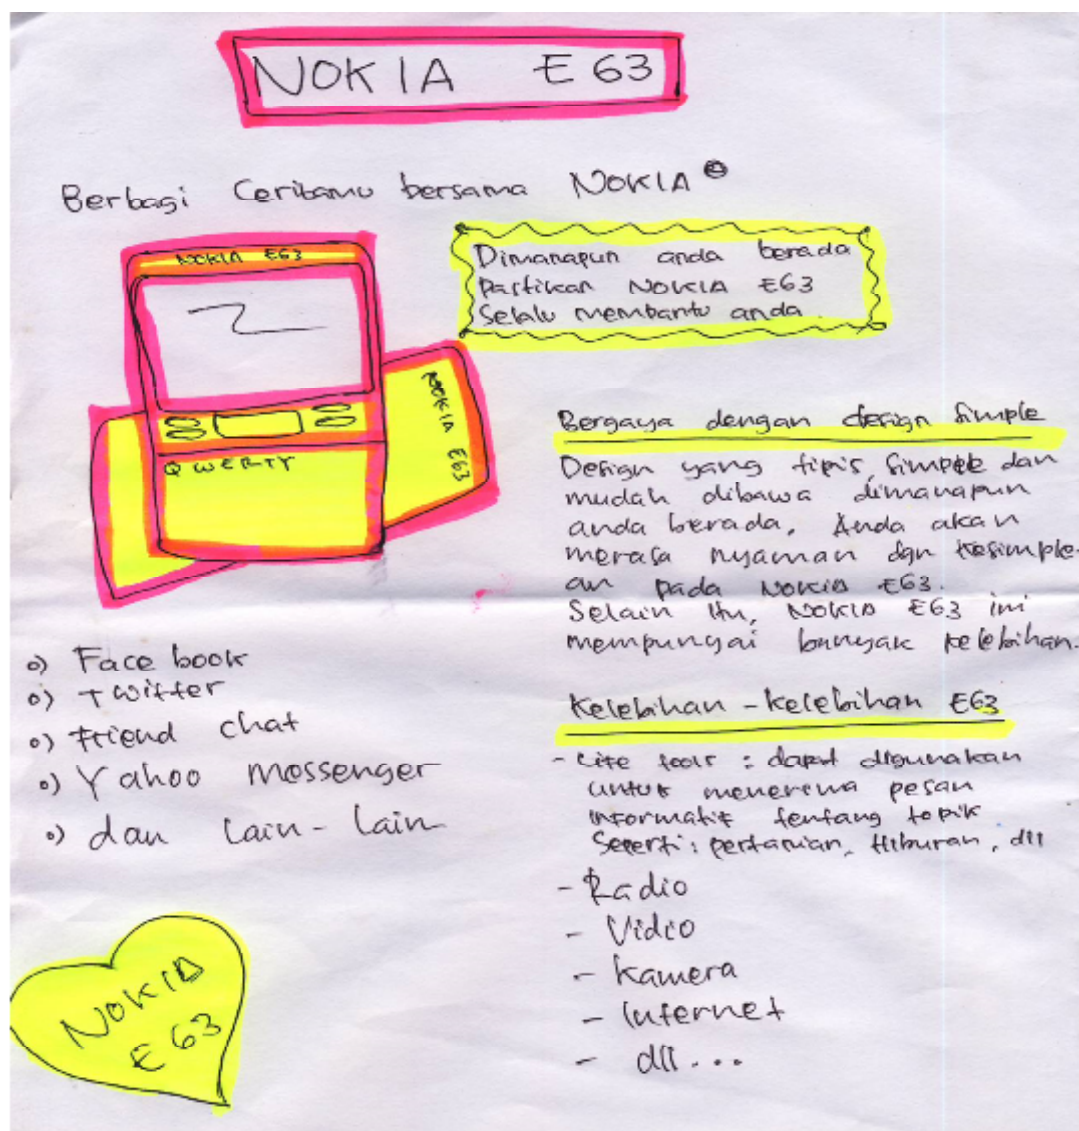 NOKIA E63
Berbagi Ceritamu bersama NOKIA
NOKIA E63
QWERTY
NOKIA E63
Dimanapun anda berada
Pastikan NOKIA E63
Selalu membantu anda.
o) Face book
o) Twitter
o) friend chat
o) Yahoo messenger
o) dan lain-lain
NOKIA
E63
Bergaya dengan design Simple
Design yang tipis, simple dan
mudah dibawa dimanapun
anda berada, Anda akan
merasa nyaman dgn kesimple-
an pada NOKIA E63.
Selain itu, NOKIA E63 ini
mempunyai banyak kelebihan.
Kelebihan-kelebihan E63
- Life tools : dapat digunakan
untuk menerima pesan
informatif tentang topik
Seperti : pertanian, Hiburan, dll
- Radio
- Vidio
- Kamera
- Internet
- dll...